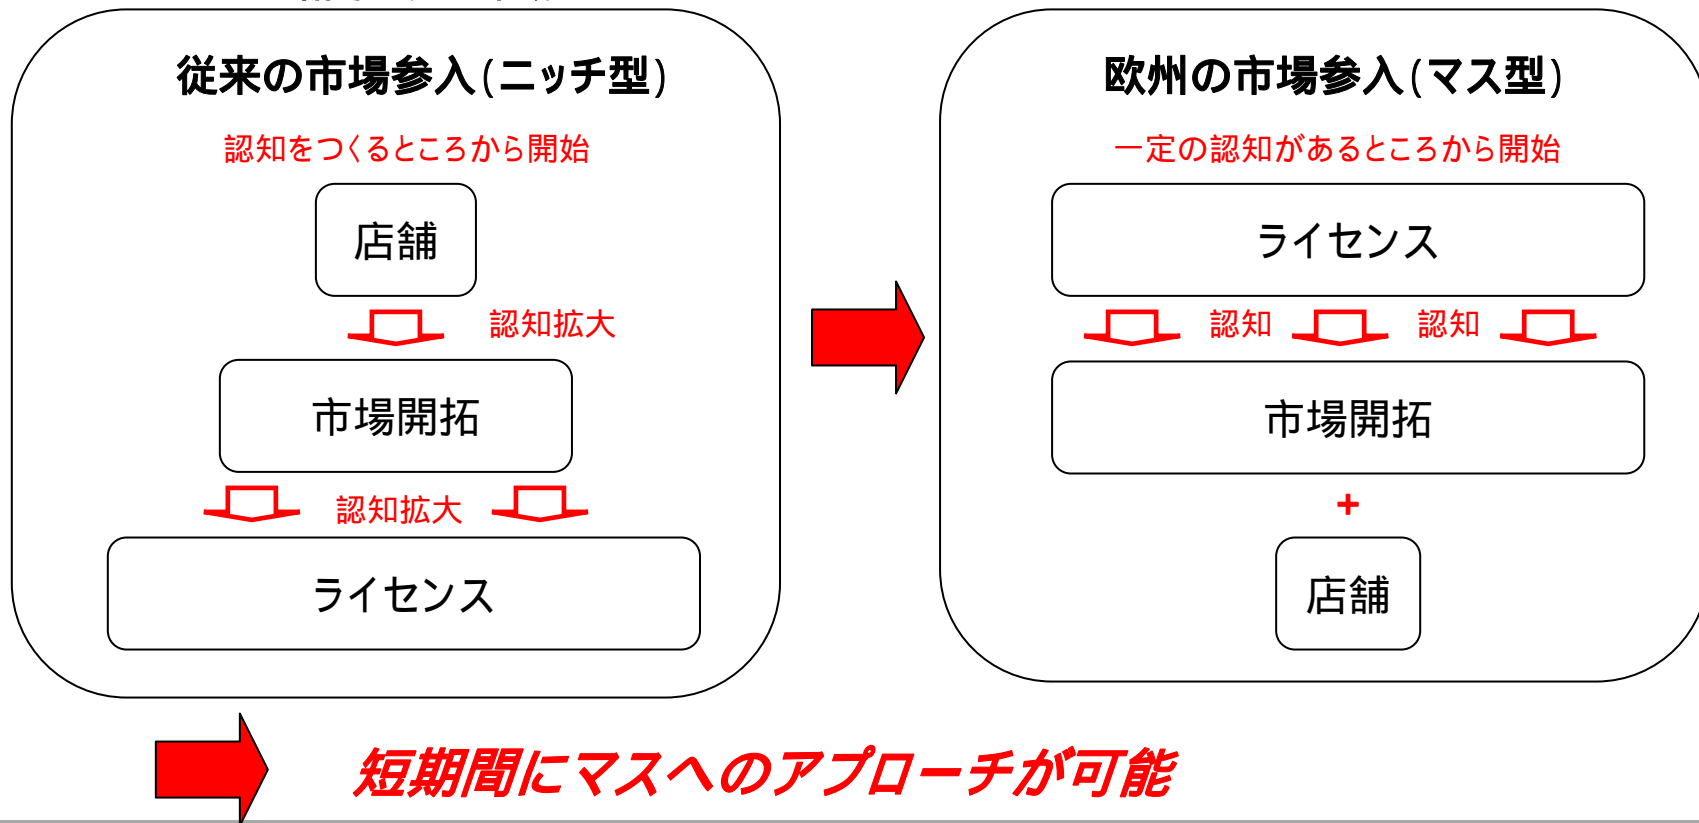 従来の市場参入(ニッチ型)
認知をつくるところから開始
店舗
認知拡大
市場開拓
認知拡大
ライセンス
欧州の市場参入(マス型)
一定の認知があるところから開始
ライセンス
認知 認知
市場開拓
+
店舗
短期間にマスへのアプローチが可能